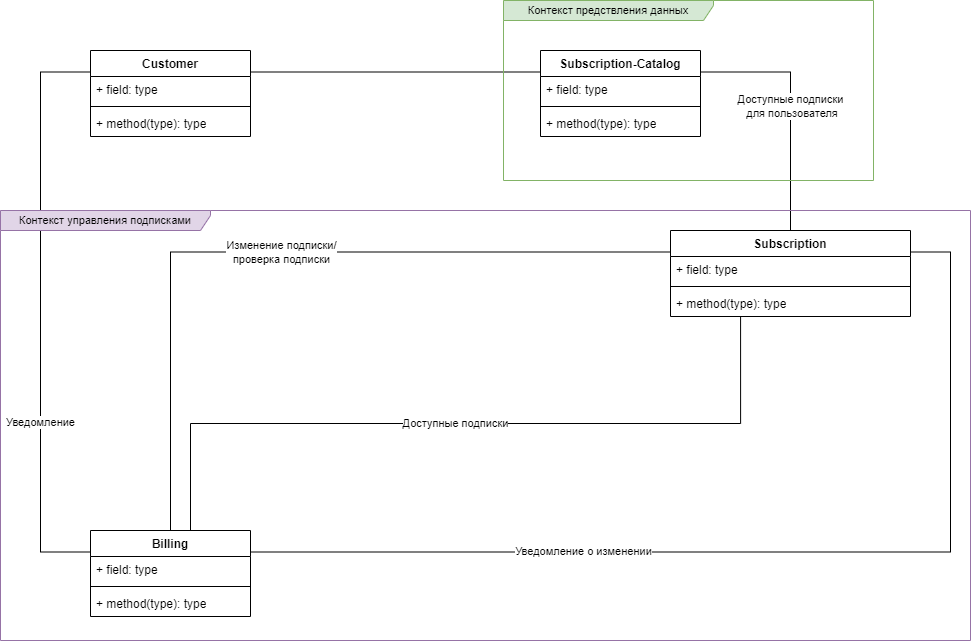 Контекст предствления данных
Customer
+ field: type
+ method(type): type
Subscription-Catalog
+ field: type
+ method(type): type
Доступные подписки
для пользователя
Контекст управления подписками
Изменение подписки/
проверка подписки
Subscription
+ field: type
+ method(type): type
Уведомление
Доступные подписки
Billing
+ field: type
+ method(type): type
Уведомление о изменении